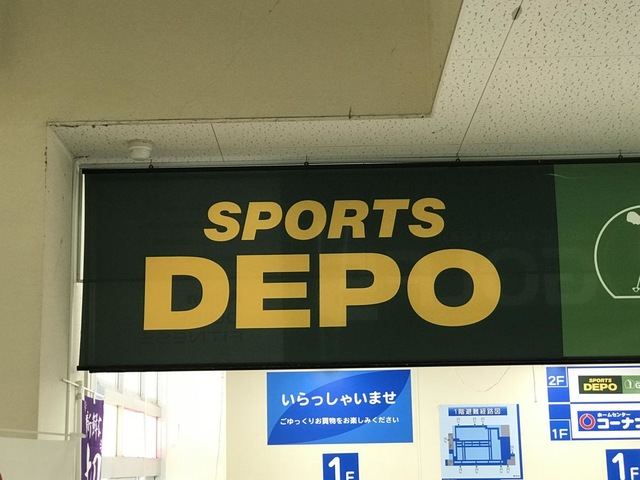 SPORTS
DEPO
いらっしゃいませ
ごゆっくりお買物をお楽しみください
1F
1階避難経路図
2F
SPORTS
DEPO
1F
ホームセンター
コーナン
1F